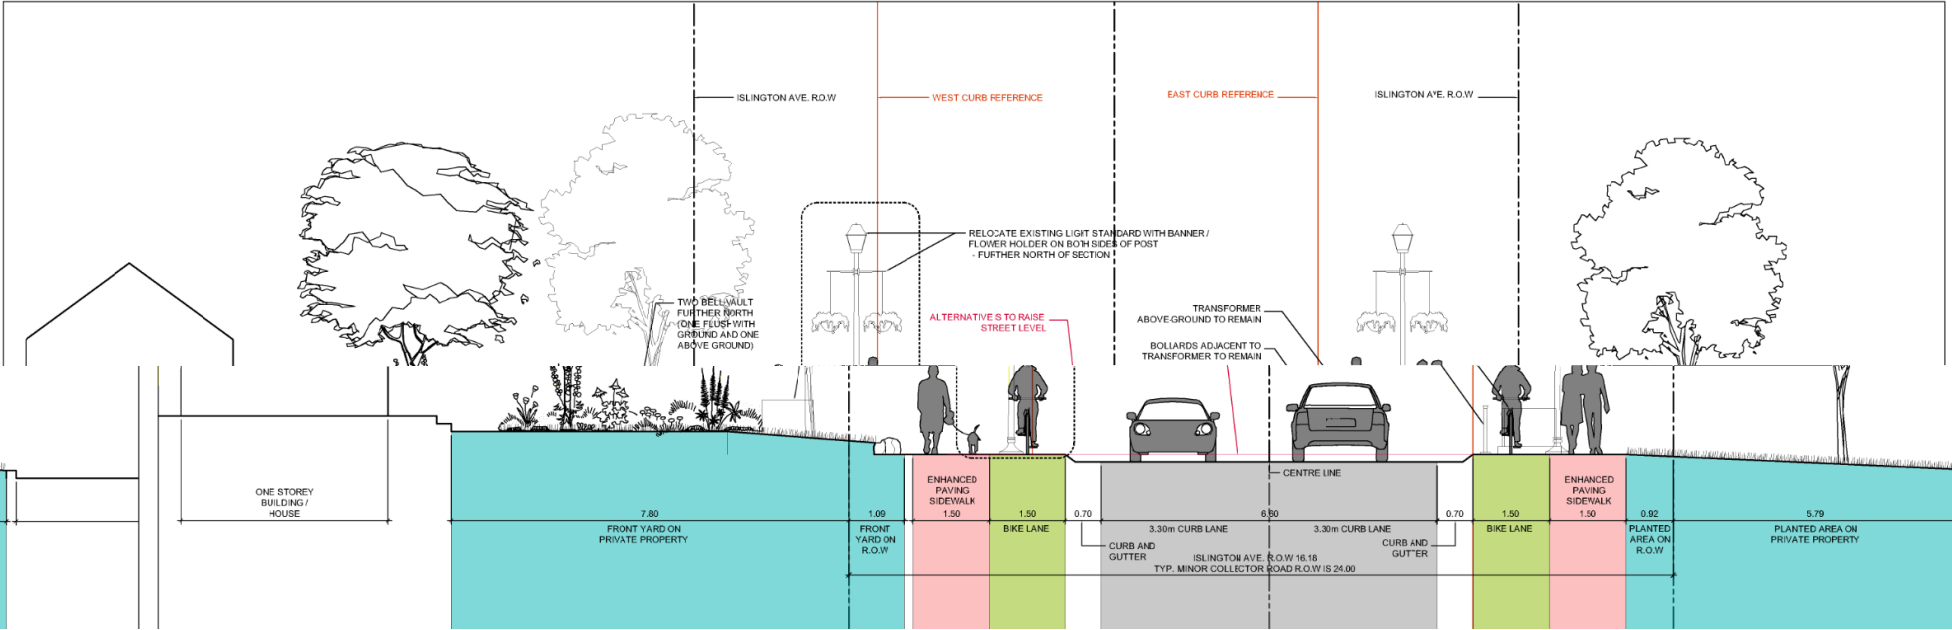 ISLINGTON AVE. R.O.W
WEST CURB REFERENCE
EAST CURB REFERENCE
ISLINGTON AVE. R.O.W
RELOCATE EXISTING LIGHT STANDARD WITH BANNER /
FLOWER HOLDER ON BOTH SIDES OF POST
- FURTHER NORTH OF SECTION
TWO BELL VAULT
FURTHER NORTH
(ONE FLUSH WITH
GROUND AND ONE
ABOVE GROUND)
ALTERNATIVE IS TO RAISE
STREET LEVEL
TRANSFORMER
ABOVE-GROUND TO REMAIN
BOLLARDS ADJACENT TO
TRANSFORMER TO REMAIN
CENTRE LINE
ONE STOREY
BUILDING /
HOUSE
7.80
FRONT YARD ON
PRIVATE PROPERTY
1.09
FRONT
YARD ON
R.O.W
ENHANCED
PAVING
SIDEWALK
1.50
1.50
BIKE LANE
0.70
CURB AND
GUTTER
6.60
3.30m CURB LANE
3.30m CURB LANE
0.70
CURB AND
GUTTER
ISLINGTON AVE. R.O.W 16.18
TYP. MINOR COLLECTOR ROAD R.O.W IS 24.00
1.50
BIKE LANE
ENHANCED
PAVING
SIDEWALK
1.50
0.92
PLANTED
AREA ON
R.O.W
5.79
PLANTED AREA ON
PRIVATE PROPERTY